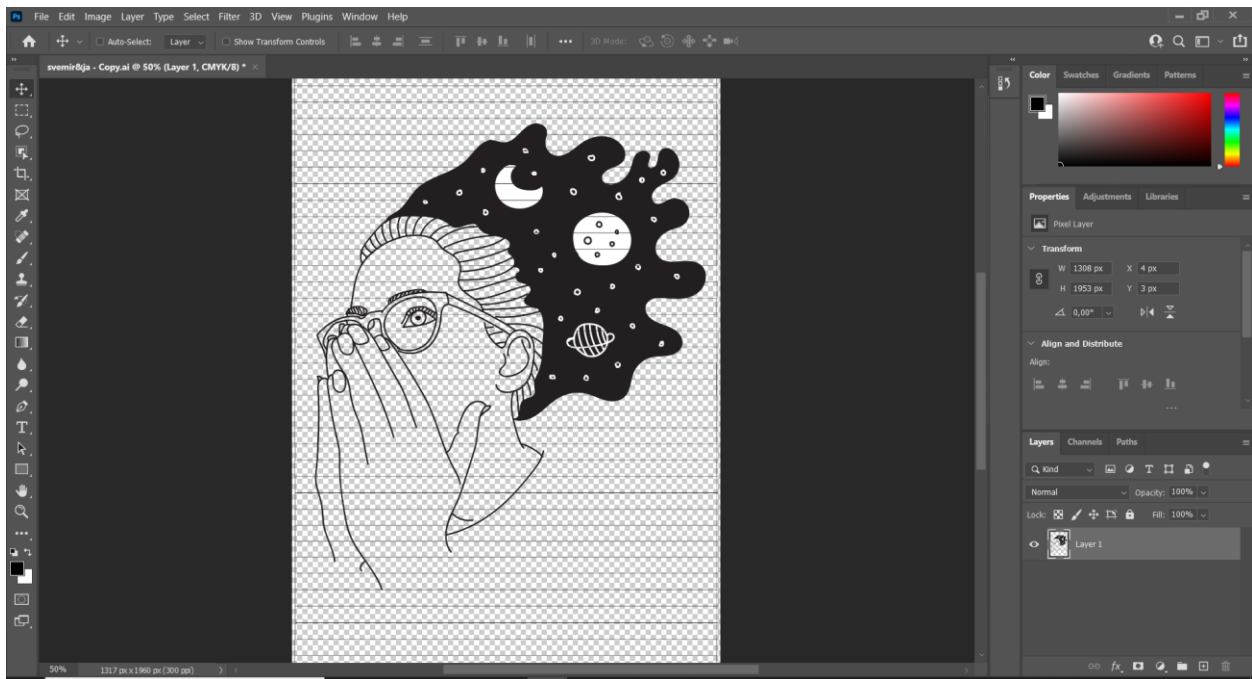 Ps File Edit Image Layer Type Select Filter 3D View Plugins Window Help
Auto-Select: Layer Show Transform Controls 3D Mode:
svemir&ja - Copy.ai @ 50% (Layer 1, CMYK/8) *
Color Swatches Gradients Patterns
Properties Adjustments Libraries
Pixel Layer
Transform
W 1308 px X 4 px
H 1953 px Y 3 px
0,00°
Align and Distribute
Align:
Layers Channels Paths
Kind
Normal Opacity: 100%
Lock: Fill: 100%
Layer 1
50% 1317 px x 1960 px (300 ppi)